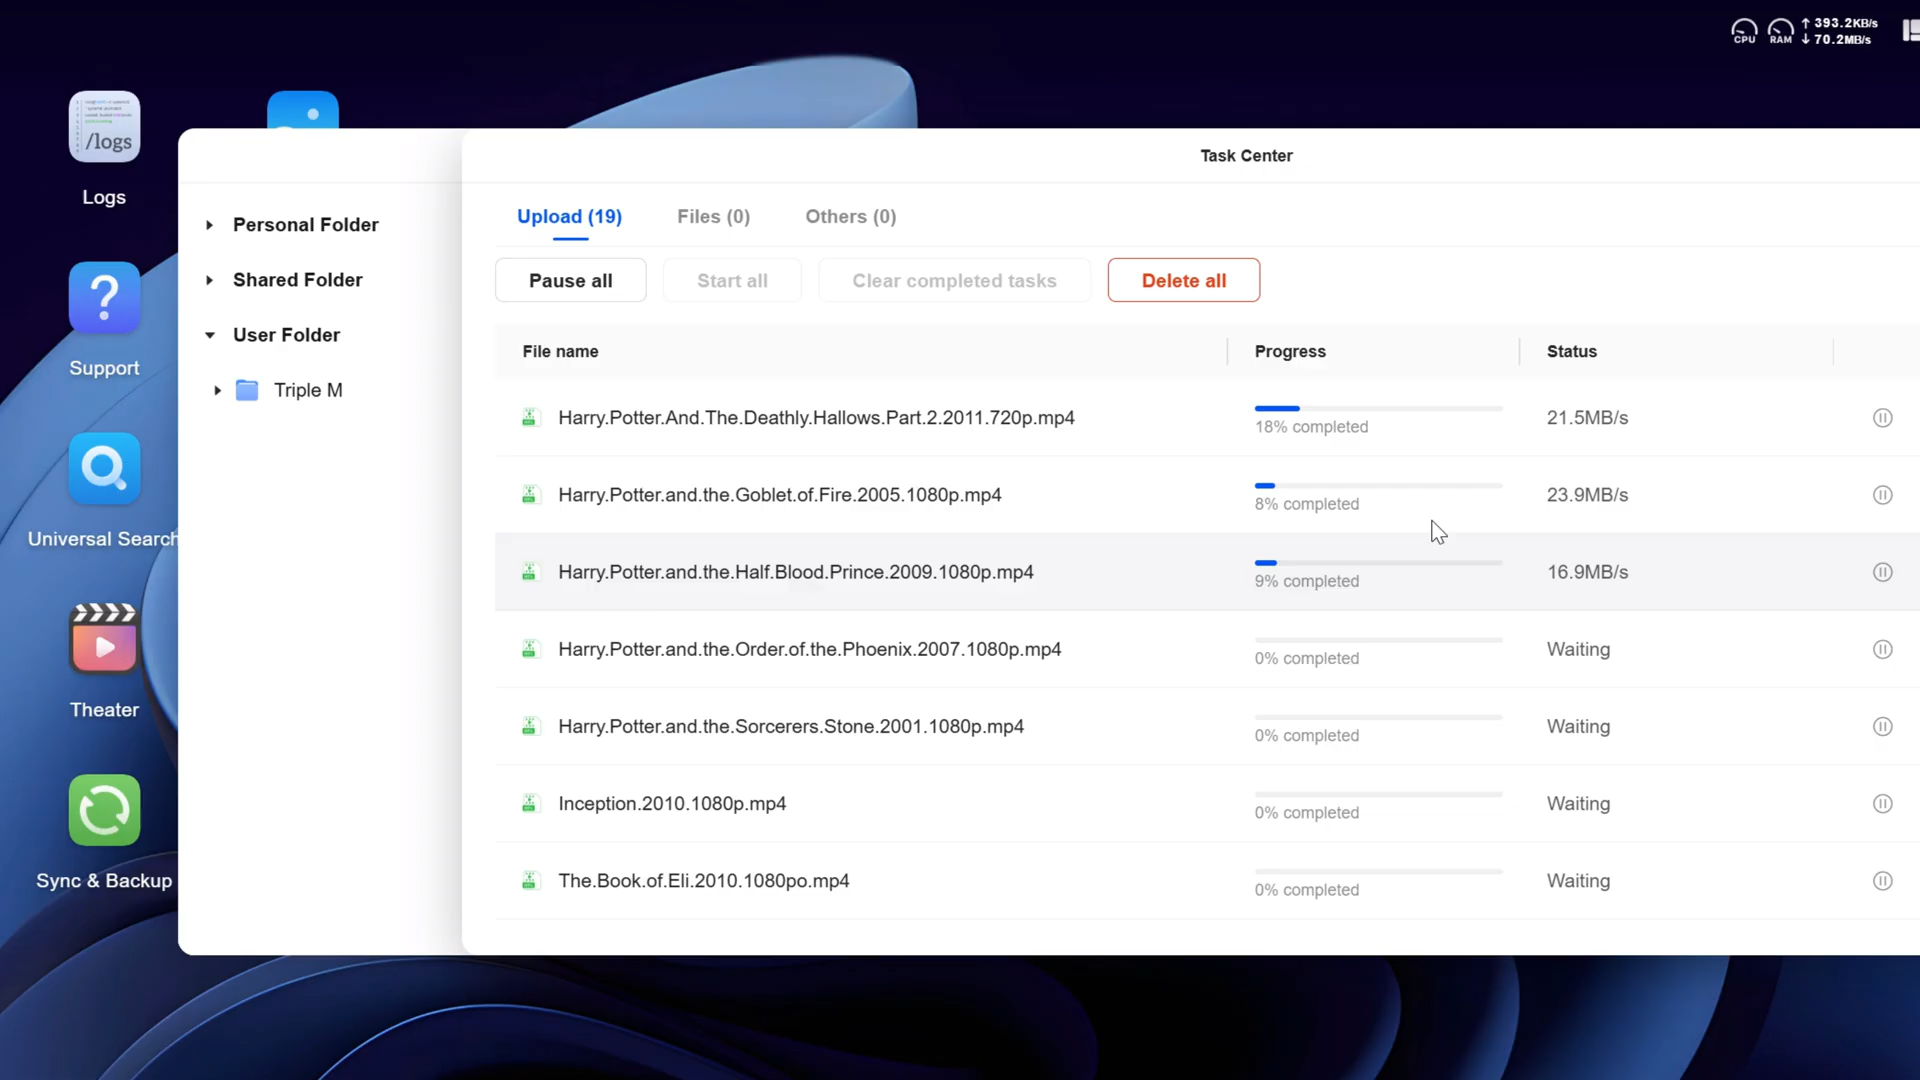 CPU
RAM
↑ 393.2KB/s
↓ 70.2MB/s
/logs
Logs
Support
Universal Search
Theater
Sync & Backup
Personal Folder
Shared Folder
User Folder
Triple M
Task Center
Upload (19) Files (0) Others (0)
Pause all Start all Clear completed tasks Delete all
File name Progress Status
Harry.Potter.And.The.Deathly.Hallows.Part.2.2011.720p.mp4 18% completed 21.5MB/s
Harry.Potter.and.the.Goblet.of.Fire.2005.1080p.mp4 8% completed 23.9MB/s
Harry.Potter.and.the.Half.Blood.Prince.2009.1080p.mp4 9% completed 16.9MB/s
Harry.Potter.and.the.Order.of.the.Phoenix.2007.1080p.mp4 0% completed Waiting
Harry.Potter.and.the.Sorcerers.Stone.2001.1080p.mp4 0% completed Waiting
Inception.2010.1080p.mp4 0% completed Waiting
The.Book.of.Eli.2010.1080po.mp4 0% completed Waiting